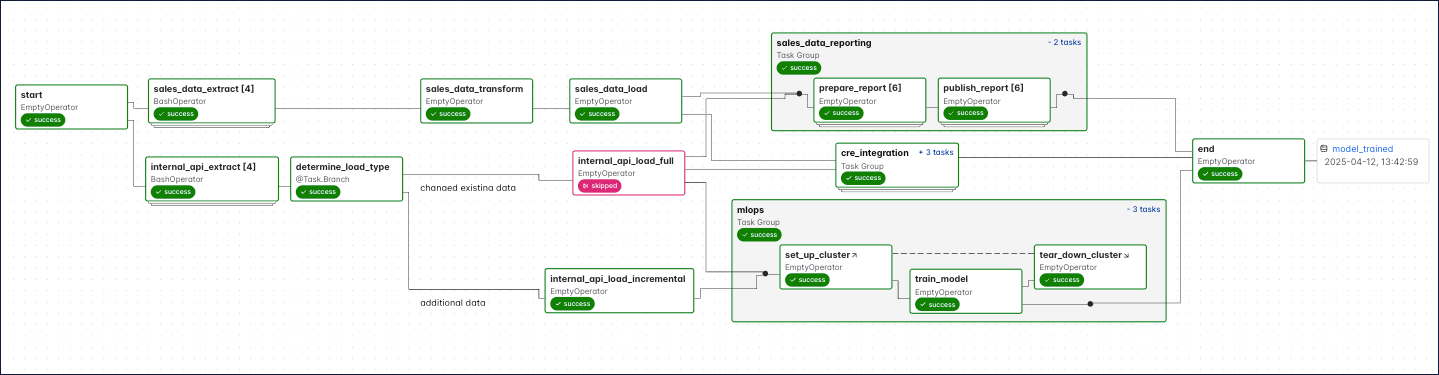 start
EmptyOperator
success
sales_data_extract [4]
BashOperator
success
internal_api_extract [4]
BashOperator
success
determine_load_type
@Task.Branch
success
chanaed existina data
additional data
sales_data_transform
EmptyOperator
success
sales_data_load
EmptyOperator
success
internal_api_load_full
EmptyOperator
skipped
internal_api_load_incremental
EmptyOperator
success
sales_data_reporting
- 2 tasks
Task Group
success
prepare_report [6]
EmptyOperator
success
publish_report [6]
EmptyOperator
success
cre_integration
+ 3 tasks
Task Group
success
mlops
- 3 tasks
Task Group
success
set_up_cluster
EmptyOperator
success
train_model
EmptyOperator
success
tear_down_cluster
EmptyOperator
success
end
EmptyOperator
success
model_trained
2025-04-12, 13:42:59